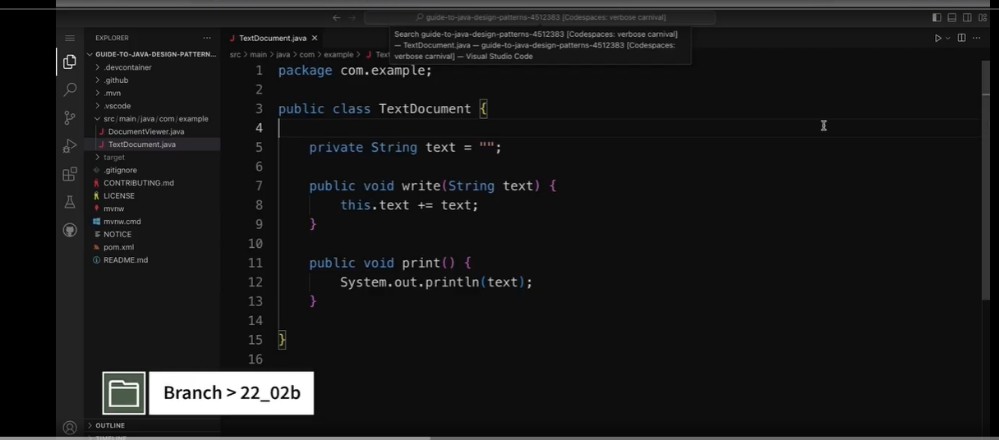 guide-to-java-design-patterns-4512383 [Codespaces: verbose carnival]
EXPLORER
TextDocument.java
Search guide-to-java-design-patterns-4512383 [Codespaces: verbose carnival]
— TextDocument.java — guide-to-java-design-patterns-4512383 [Codespaces:
verbose carnival] — Visual Studio Code
GUIDE-TO-JAVA-DESIGN-PATTERN...
src > main > java > com > example > Text
.devcontainer
.github
.mvn
.vscode
src/main/java/com/example
DocumentViewer.java
TextDocument.java
target
.gitignore
CONTRIBUTING.md
LICENSE
mvnw
mvnw.cmd
NOTICE
pom.xml
README.md
1 package com.example;
2
3 public class TextDocument {
4
5 private String text = "";
6
7 public void write(String text) {
8 this.text += text;
9 }
10
11 public void print() {
12 System.out.println(text);
13 }
14
15 }
16
Branch > 22_02b
OUTLINE
TIMELINE